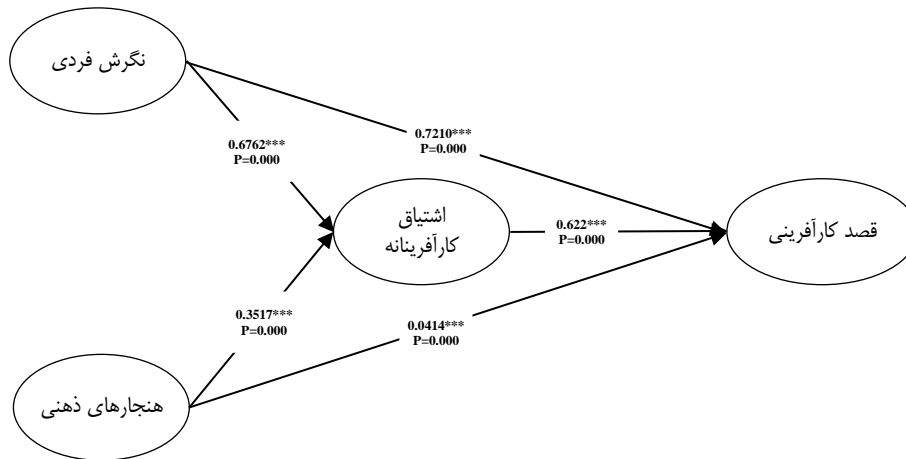 نگرش فردی
0.7210***
P=0.000
0.6762***
P=0.000
اشتیاق
کارآفرینانه
0.622***
P=0.000
قصد کارآفرینی
0.3517***
P=0.000
0.0414***
P=0.000
هنجارهای ذهنی